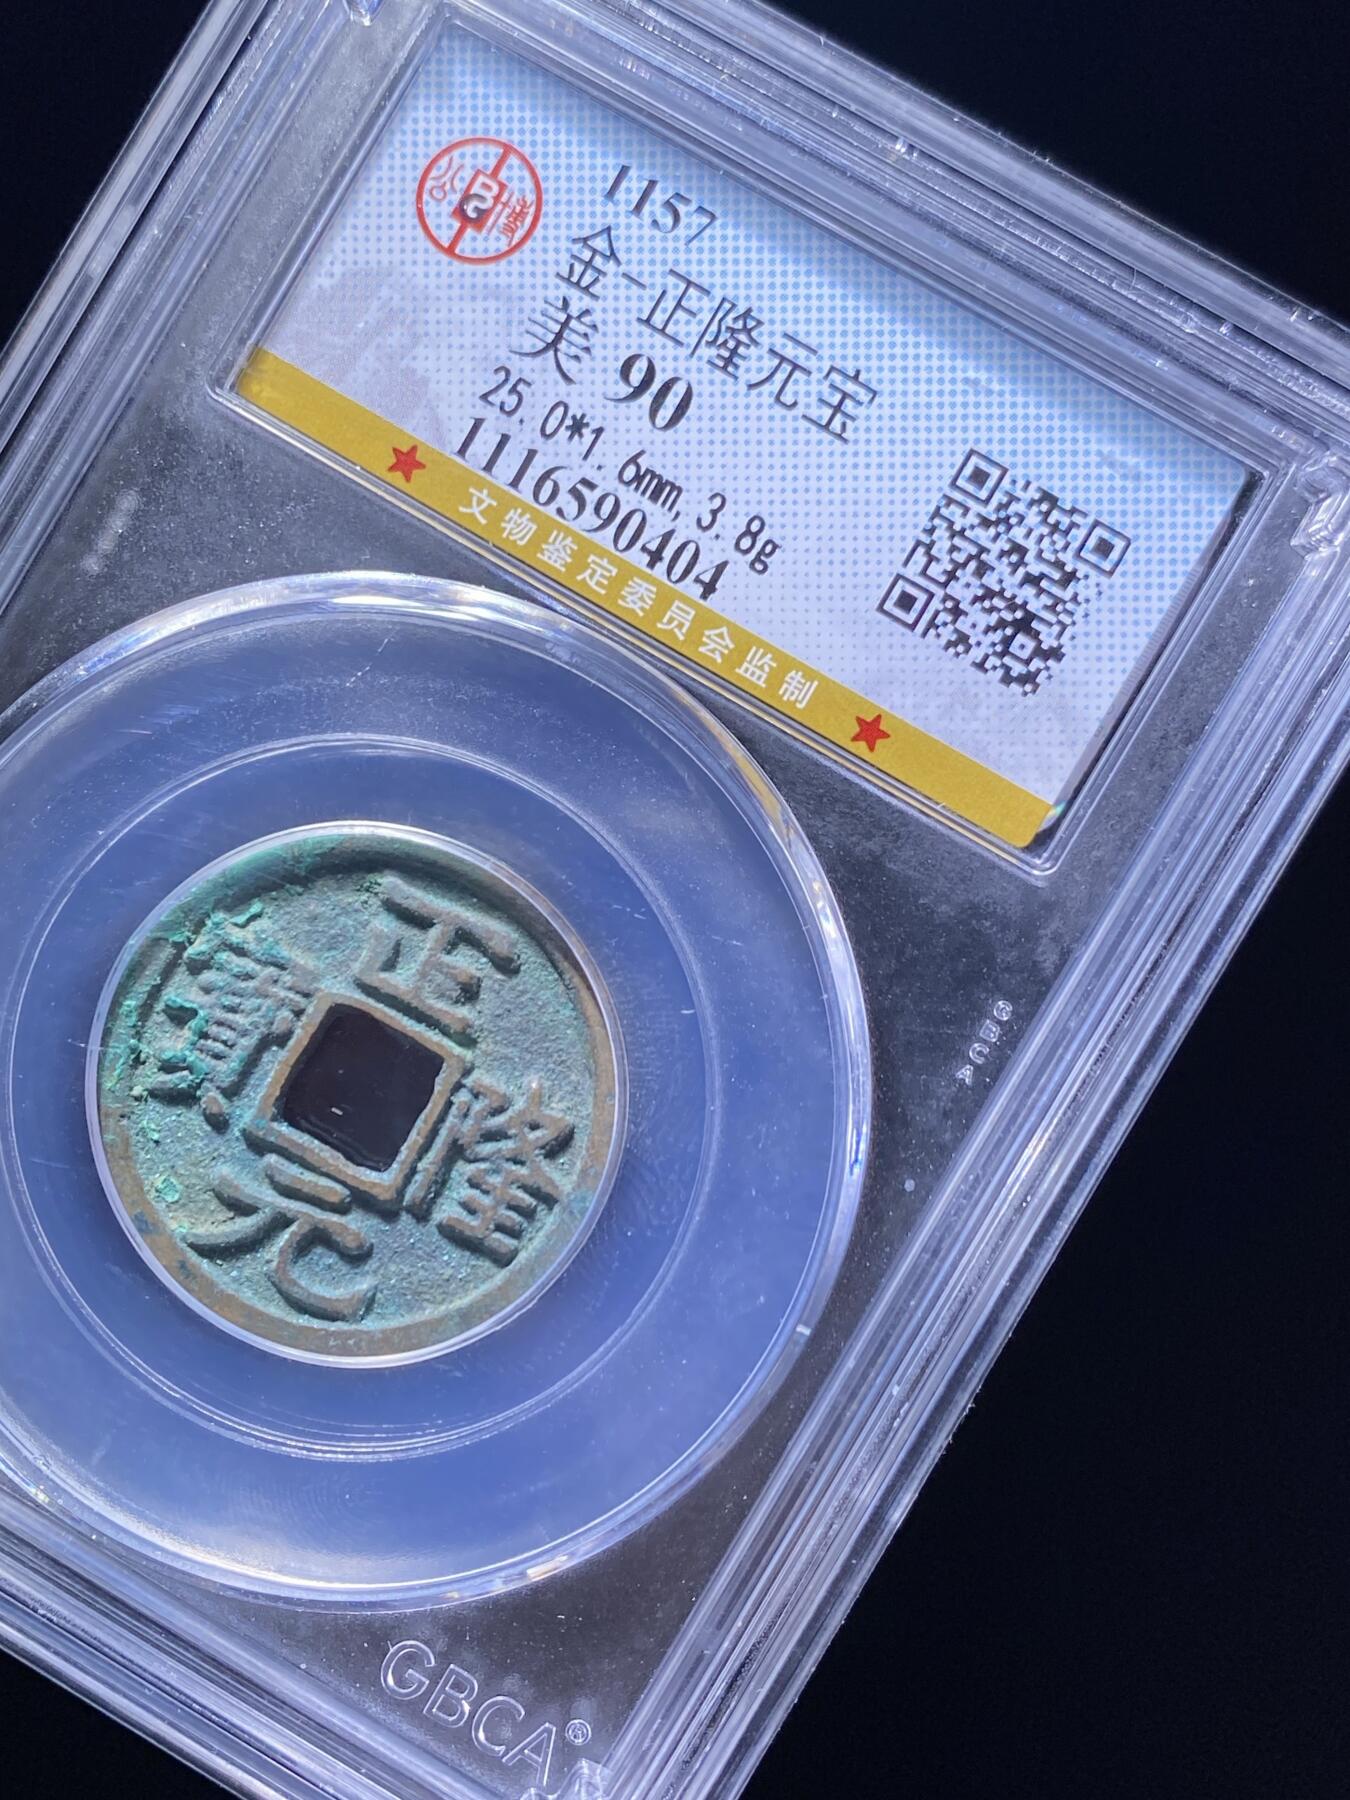 1157
金-正隆元宝
美 90
25.0*1.6mm,3.8g
1116590404
文物鉴定委员会监制
GBCA
正隆元寶
GBCA®